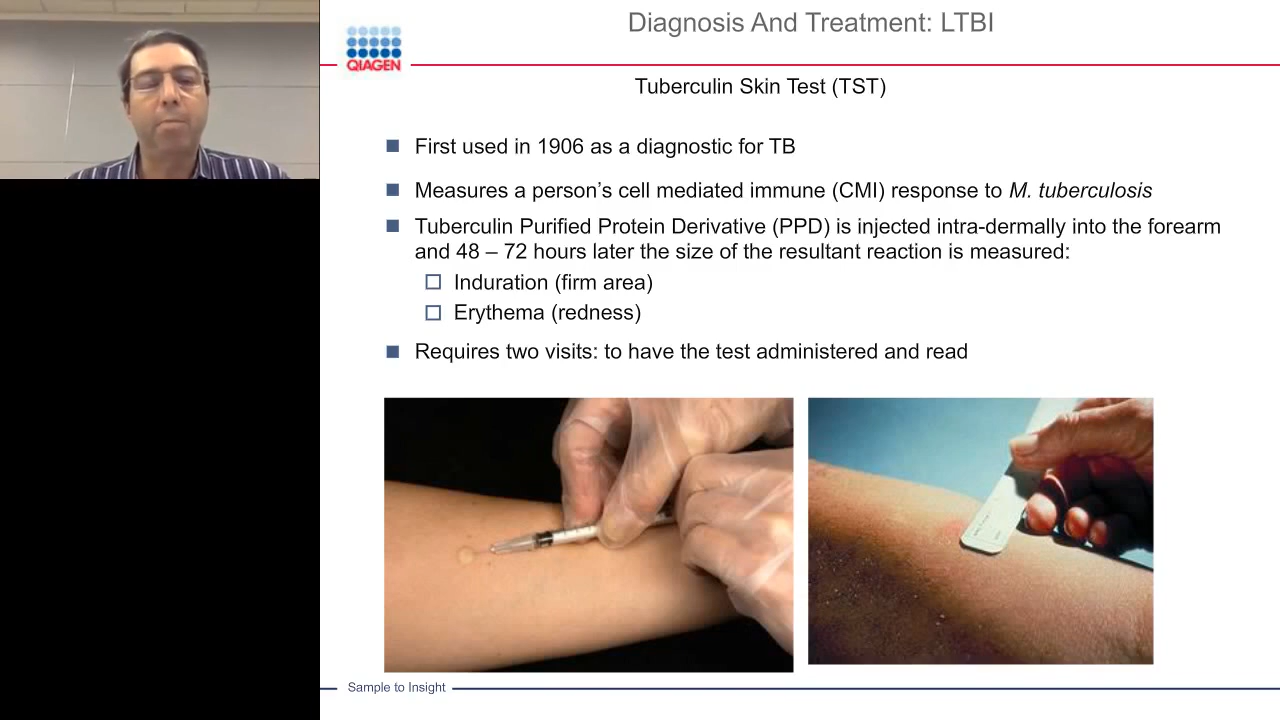 Diagnosis And Treatment: LTBI
QIAGEN
Tuberculin Skin Test (TST)
First used in 1906 as a diagnostic for TB
Measures a person’s cell mediated immune (CMI) response to M. tuberculosis
Tuberculin Purified Protein Derivative (PPD) is injected intra-dermally into the forearm
and 48 – 72 hours later the size of the resultant reaction is measured:
Induration (firm area)
Erythema (redness)
Requires two visits: to have the test administered and read
Sample to Insight